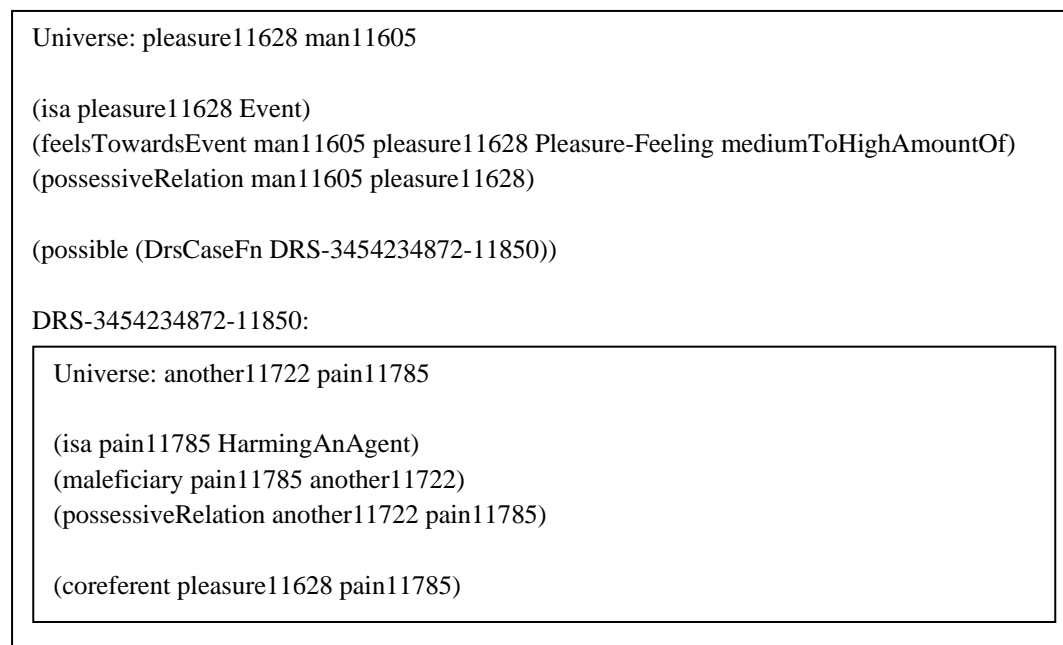 Universe: pleasure11628 man11605
(isa pleasure11628 Event)
(feelsTowardsEvent man11605 pleasure11628 Pleasure-Feeling mediumToHighAmountOf)
(possessiveRelation man11605 pleasure11628)
(possible (DrsCaseFn DRS-3454234872-11850))
DRS-3454234872-11850:
Universe: another11722 pain11785
(isa pain11785 HarmingAnAgent)
(maleficiary pain11785 another11722)
(possessiveRelation another11722 pain11785)
(coreferent pleasure11628 pain11785)